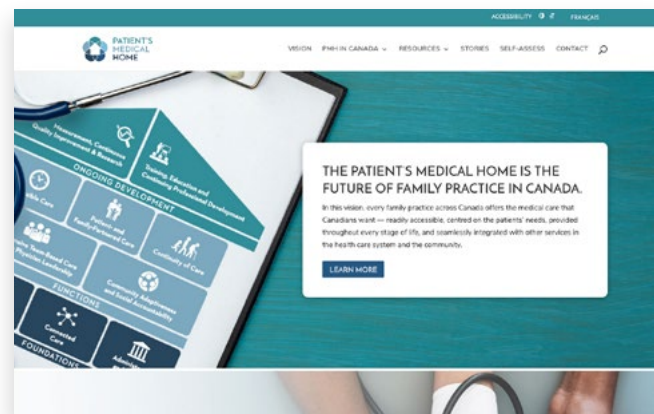 ACCESSIBILITY
FRANÇAIS
PATIENT'S
MEDICAL
HOME
VISION
PMH IN CANADA
RESOURCES
STORIES
SELF-ASSESS
CONTACT
THE PATIENT'S MEDICAL HOME IS THE
FUTURE OF FAMILY PRACTICE IN CANADA.
In this vision, every family practice across Canada offers the medical care that
Canadians want — readily accessible, centred on the patients' needs, provided
throughout every stage of life, and seamlessly integrated with other services in
the health care system and the community.
LEARN MORE
Measurement, Continuous
Quality Improvement & Research
Training, Education and
Continuing Professional Development
ONGOING DEVELOPMENT
Care
Patient- and
Family-Partnered Care
Continuity of Care
Team-Based Care
Physician Leadership
Community Adaptiveness
and Social Accountability
FUNCTIONS
Connected
Care
FOUNDATIONS